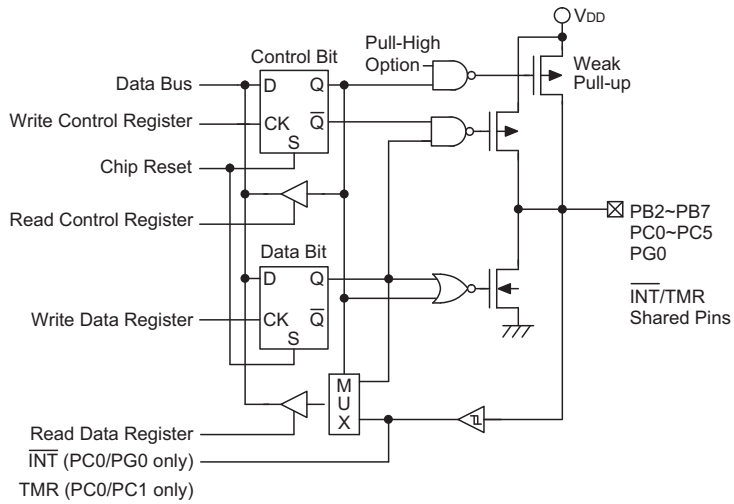 VDD
Control Bit
Pull-High
Option
Weak
Pull-up
Data Bus
D
Q
Write Control Register
CK
Q̅
S
Chip Reset
Read Control Register
PB2~PB7
PC0~PC5
PG0
Data Bit
D
Q
I̅N̅T̅/TMR
Shared Pins
Write Data Register
CK
Q̅
S
M
U
X
Read Data Register
I̅N̅T̅ (PC0/PG0 only)
TMR (PC0/PC1 only)